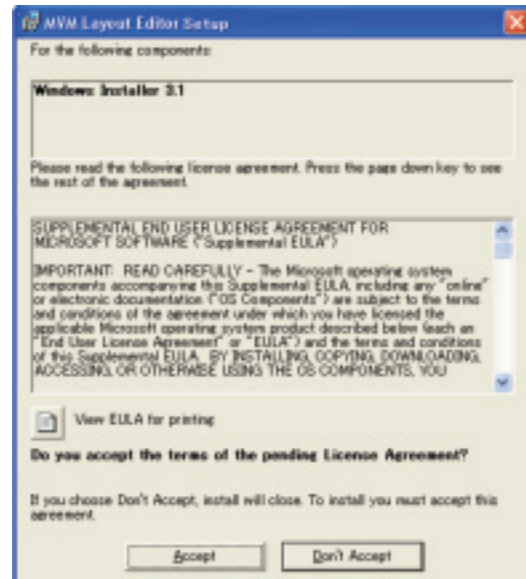 MVM Layout Editor Setup
For the following components:
Windows Installer 3.1
Please read the following license agreement. Press the page down key to see
the rest of the agreement.
SUPPLEMENTAL END USER LICENSE AGREEMENT FOR
MICROSOFT SOFTWARE ("Supplemental EULA")
IMPORTANT: READ CAREFULLY - The Microsoft operating system
components accompanying this Supplemental EULA, including any "online"
or electronic documentation ("OS Components") are subject to the terms
and conditions of the agreement under which you have licensed the
applicable Microsoft operating system product described below (each an
"End User License Agreement" or "EULA") and the terms and conditions
of this Supplemental EULA. BY INSTALLING, COPYING, DOWNLOADING,
ACCESSING, OR OTHERWISE USING THE OS COMPONENTS, YOU
View EULA for printing
Do you accept the terms of the pending License Agreement?
If you choose Don't Accept, install will close. To install you must accept this
agreement.
Accept
Don't Accept